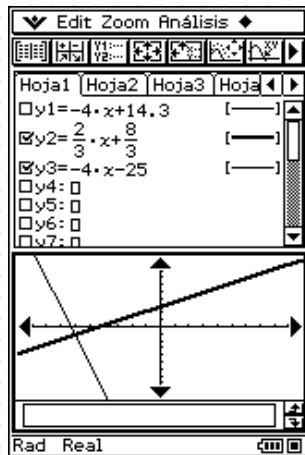 Edit Zoom Análisis
Hoja1 Hoja2 Hoja3 Hoja
y1=-4·x+14.3
y2=2/3·x+8/3
y3=-4·x-25
y4:
y5:
y6:
y7:
Rad Real